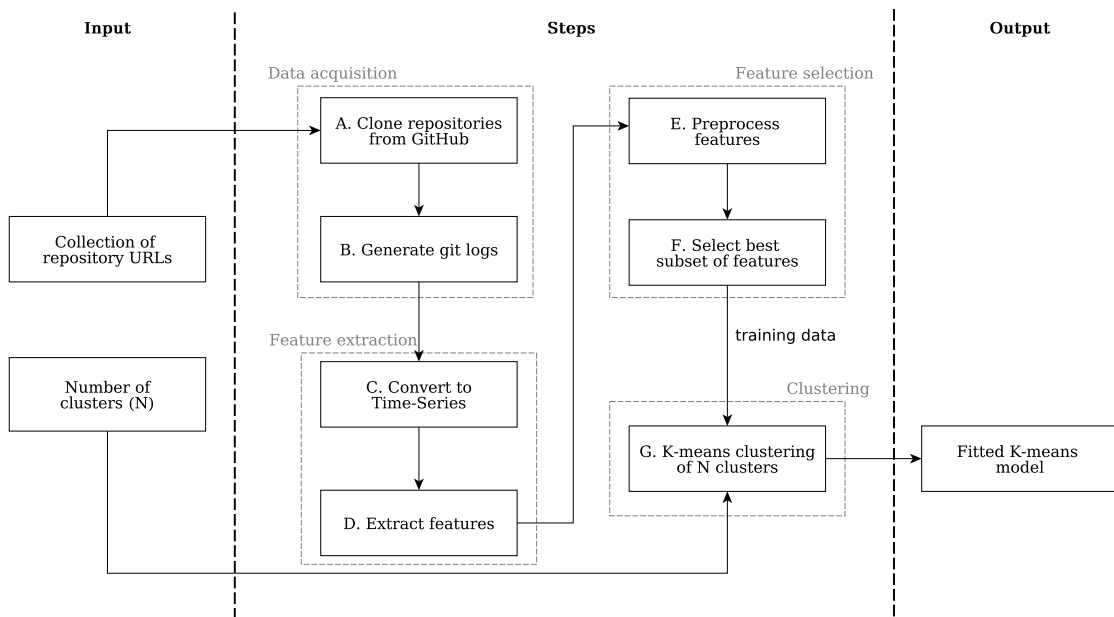 Input
Steps
Output
Data acquisition
Feature selection
A. Clone repositories
from GitHub
E. Preprocess
features
Collection of
repository URLs
B. Generate git logs
F. Select best
subset of features
training data
Feature extraction
Number of
clusters (N)
C. Convert to
Time-Series
Clustering
G. K-means clustering
of N clusters
Fitted K-means
model
D. Extract features